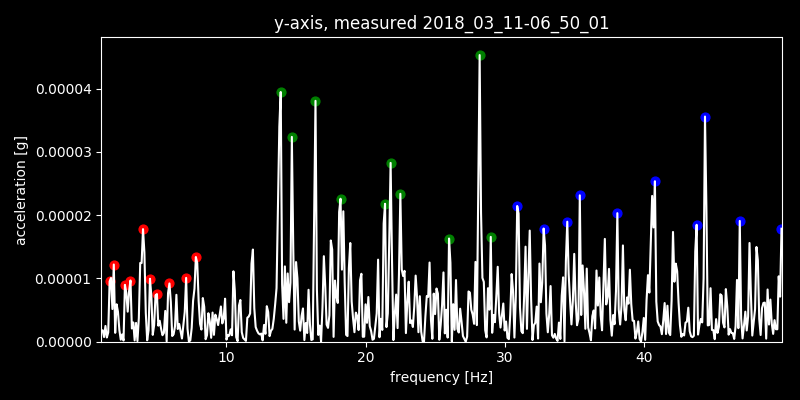 y-axis, measured 2018_03_11-06_50_01
acceleration [g]
0.00004
0.00003
0.00002
0.00001
0.00000
10 20 30 40
frequency [Hz]